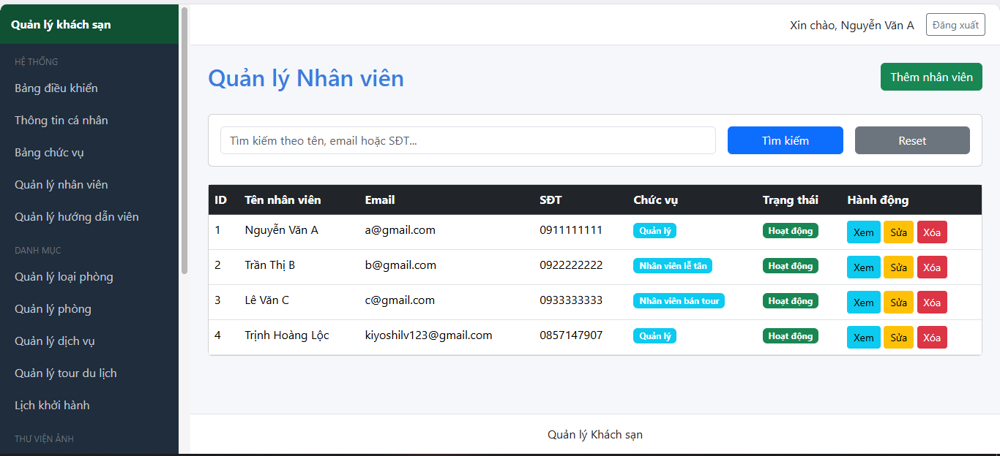 Quản lý khách sạn
Xin chào, Nguyễn Văn A Đăng xuất
HỆ THỐNG
Bảng điều khiển
Thông tin cá nhân
Bảng chức vụ
Quản lý nhân viên
Quản lý hướng dẫn viên
DANH MỤC
Quản lý loại phòng
Quản lý phòng
Quản lý dịch vụ
Quản lý tour du lịch
Lịch khởi hành
THƯ VIỆN ẢNH
Quản lý Nhân viên Thêm nhân viên
Tìm kiếm theo tên, email hoặc SĐT... Tìm kiếm Reset
ID Tên nhân viên Email SĐT Chức vụ Trạng thái Hành động
1 Nguyễn Văn A a@gmail.com 0911111111 Quản lý Hoạt động Xem Sửa Xóa
2 Trần Thị B b@gmail.com 0922222222 Nhân viên lễ tân Hoạt động Xem Sửa Xóa
3 Lê Văn C c@gmail.com 0933333333 Nhân viên bán tour Hoạt động Xem Sửa Xóa
4 Trịnh Hoàng Lộc kiyoshilv123@gmail.com 0857147907 Quản lý Hoạt động Xem Sửa Xóa
Quản lý Khách sạn